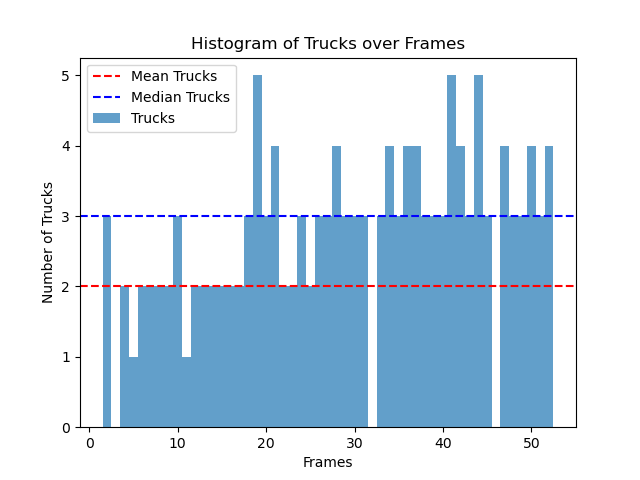 Histogram of Trucks over Frames
Mean Trucks
Median Trucks
Trucks
Number of Trucks
5
4
3
2
1
0
0 10 20 30 40 50
Frames